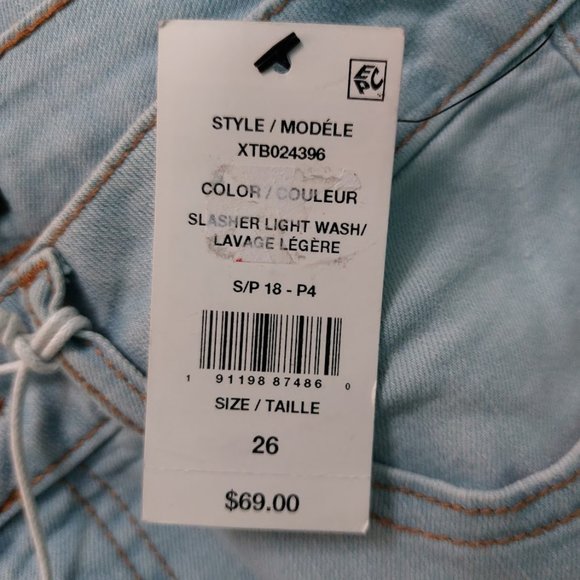 EPC
STYLE / MODÉLE
XTB024396
COLOR / COULEUR
SLASHER LIGHT WASH/
LAVAGE LÉGÈRE
S/P 18 - P4
1 91198 87486 0
SIZE / TAILLE
26
$69.00